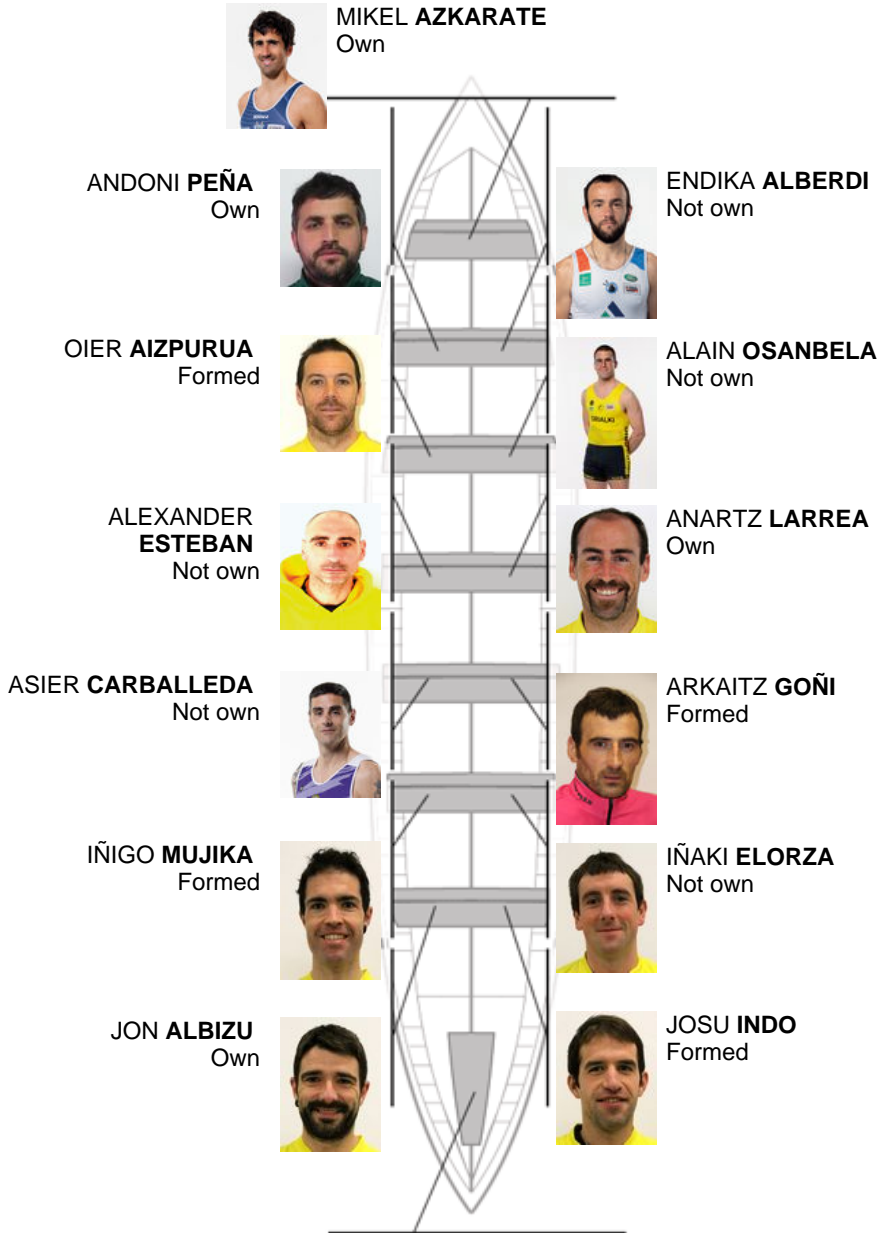 MIKEL AZKARATE
Own
ANDONI PEÑA
Own
ENDIKA ALBERDI
Not own
OIER AIZPURUA
Formed
ALAIN OSANBELA
Not own
ALEXANDER
ESTEBAN
Not own
ANARTZ LARREA
Own
ASIER CARBALLEDA
Not own
ARKAITZ GOÑI
Formed
IÑIGO MUJIKA
Formed
IÑAKI ELORZA
Not own
JON ALBIZU
Own
JOSU INDO
Formed